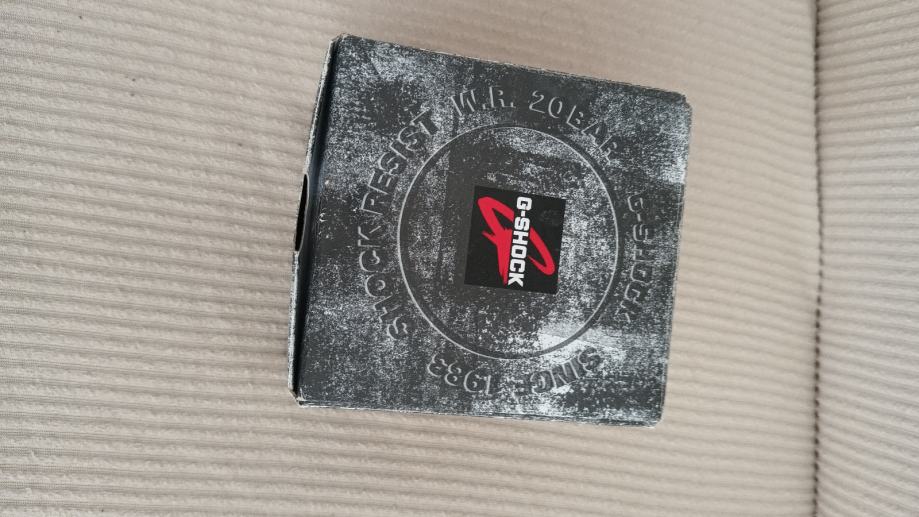 SHOCK RESIST
W.R. 20BAR
G-SHOCK
SINCE 1983
G-SHOCK